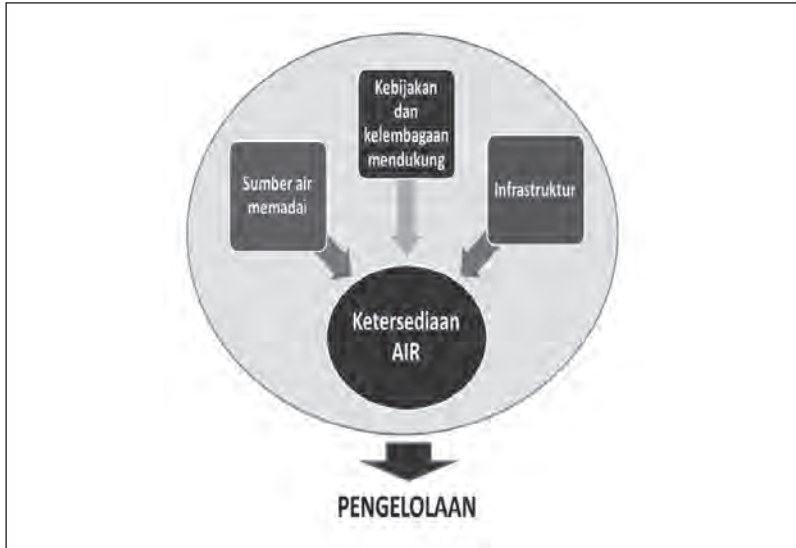 Kebijakan
dan
kelembagaan
mendukung
Sumber air
memadai
Infrastruktur
Ketersediaan
AIR
PENGELOLAAN